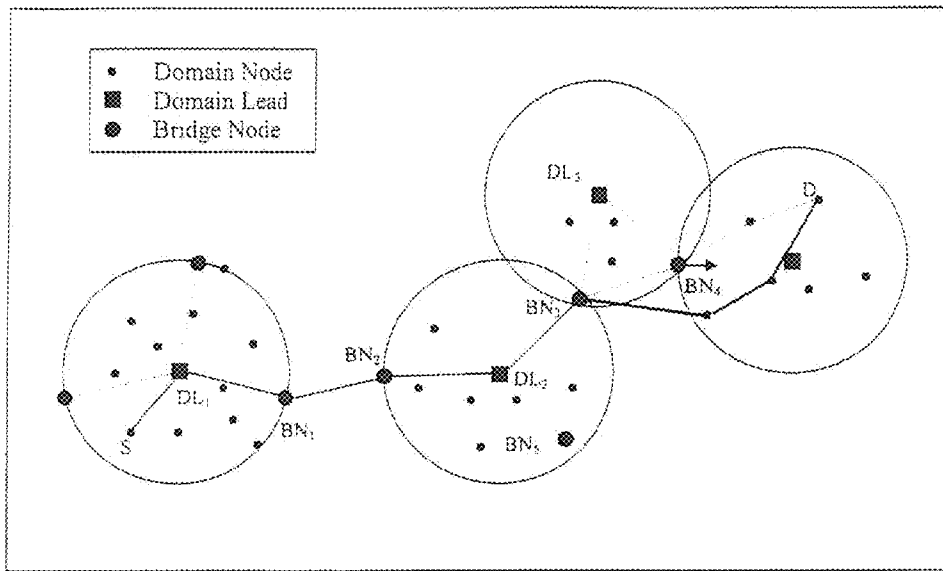 Domain Node
Domain Lead
Bridge Node
DL₃
D
BN₄
BN₃
BN₂
DL₁
DL₂
BN₁
S
BN₅